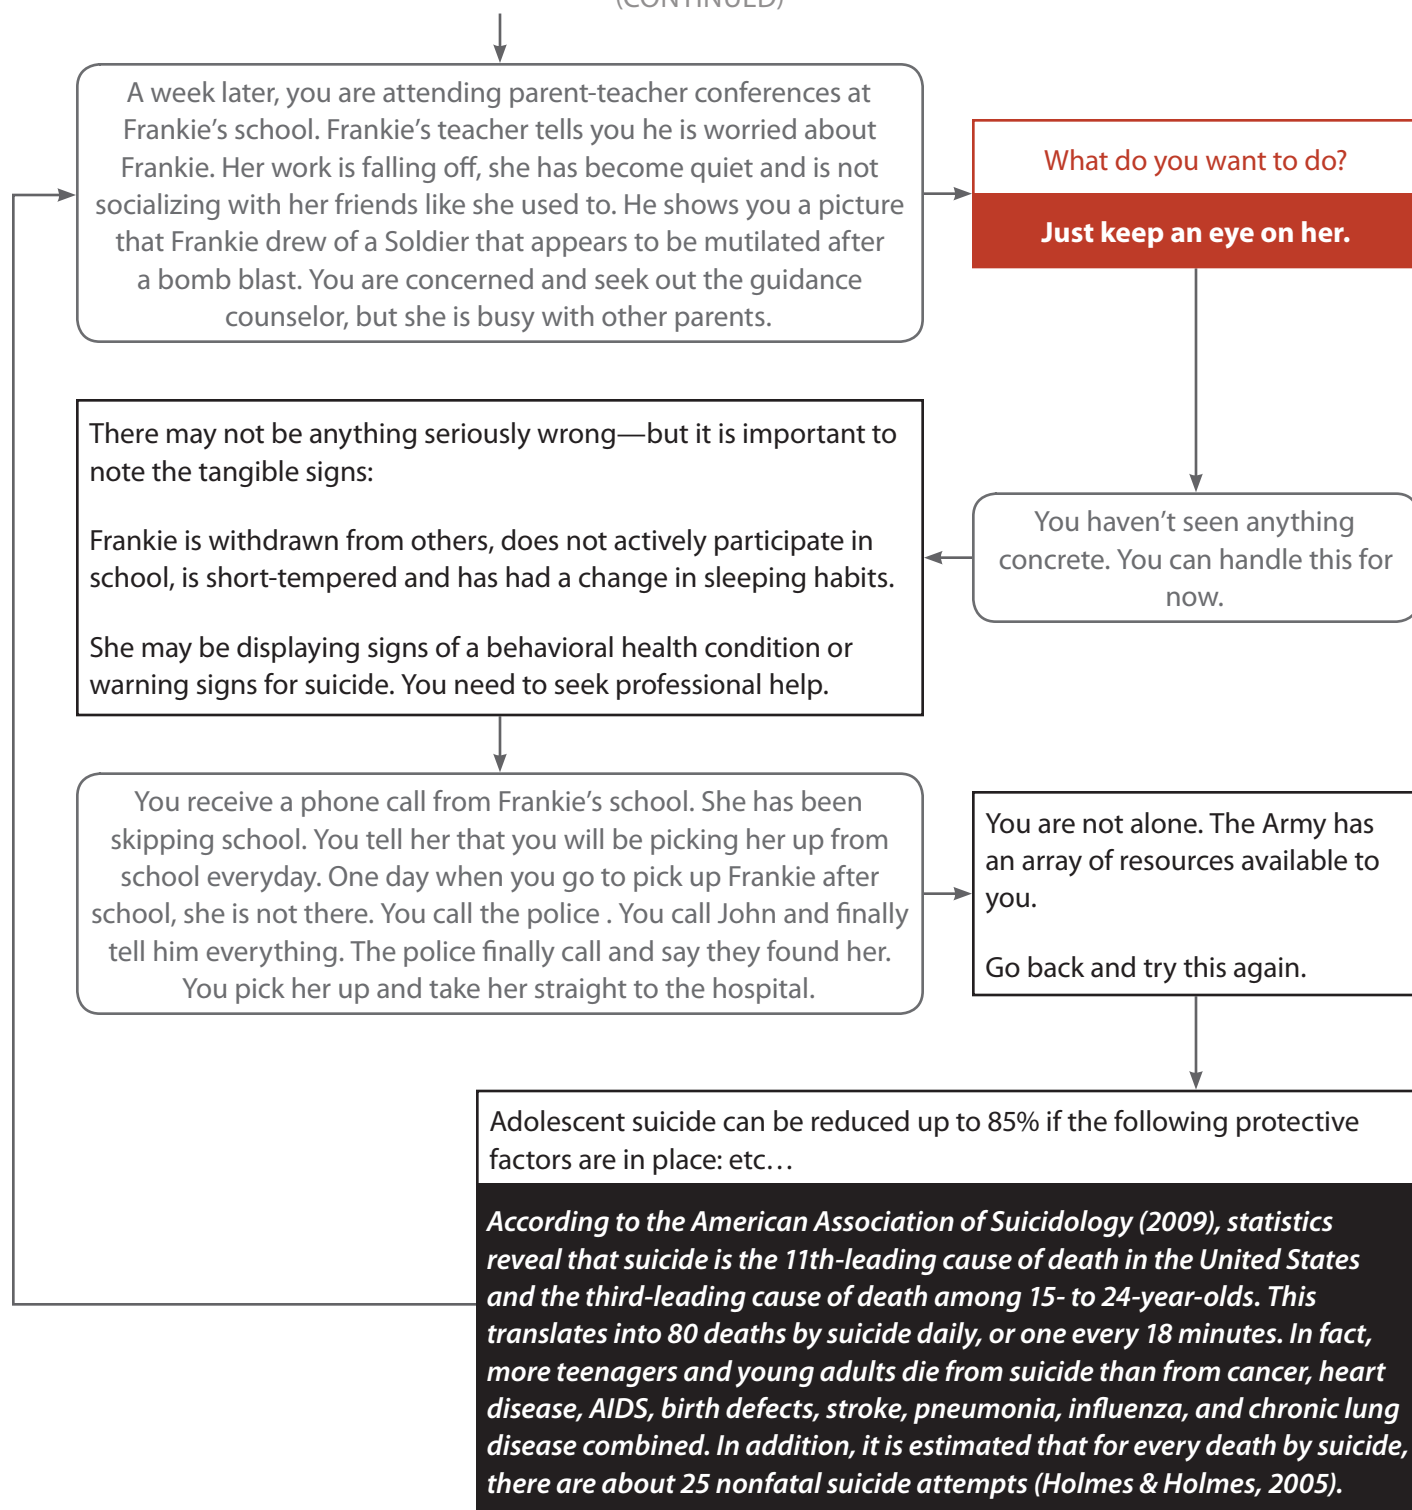 (CONTINUED)
A week later, you are attending parent-teacher conferences at
Frankie’s school. Frankie’s teacher tells you he is worried about
Frankie. Her work is falling off, she has become quiet and is not
socializing with her friends like she used to. He shows you a picture
that Frankie drew of a Soldier that appears to be mutilated after
a bomb blast. You are concerned and seek out the guidance
counselor, but she is busy with other parents.
What do you want to do?
Just keep an eye on her.
You haven’t seen anything
concrete. You can handle this for
now.
There may not be anything seriously wrong—but it is important to
note the tangible signs:
Frankie is withdrawn from others, does not actively participate in
school, is short-tempered and has had a change in sleeping habits.
She may be displaying signs of a behavioral health condition or
warning signs for suicide. You need to seek professional help.
You receive a phone call from Frankie’s school. She has been
skipping school. You tell her that you will be picking her up from
school everyday. One day when you go to pick up Frankie after
school, she is not there. You call the police . You call John and finally
tell him everything. The police finally call and say they found her.
You pick her up and take her straight to the hospital.
You are not alone. The Army has
an array of resources available to
you.
Go back and try this again.
Adolescent suicide can be reduced up to 85% if the following protective
factors are in place: etc…
According to the American Association of Suicidology (2009), statistics
reveal that suicide is the 11th-leading cause of death in the United States
and the third-leading cause of death among 15- to 24-year-olds. This
translates into 80 deaths by suicide daily, or one every 18 minutes. In fact,
more teenagers and young adults die from suicide than from cancer, heart
disease, AIDS, birth defects, stroke, pneumonia, influenza, and chronic lung
disease combined. In addition, it is estimated that for every death by suicide,
there are about 25 nonfatal suicide attempts (Holmes & Holmes, 2005).